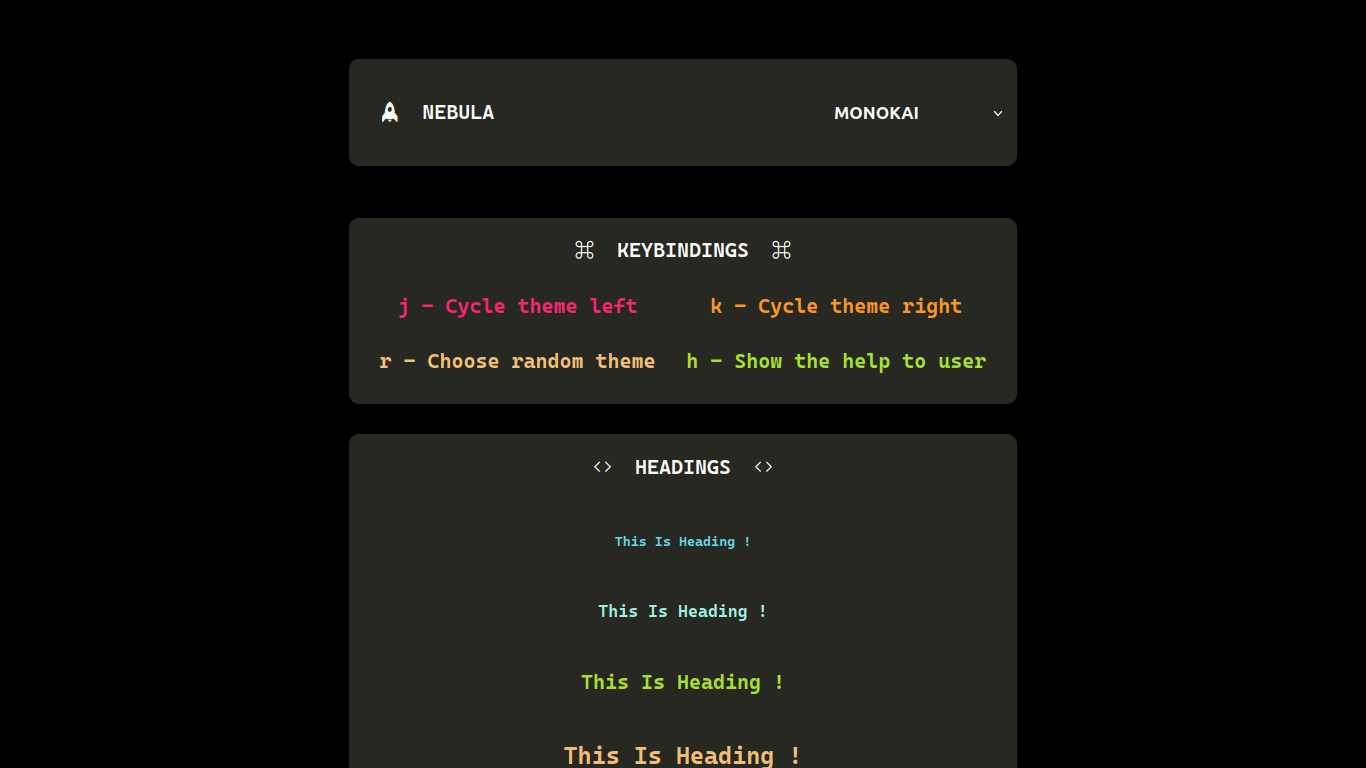 NEBULA MONOKAI
⌘ KEYBINDINGS ⌘
j - Cycle theme left k - Cycle theme right
r - Choose random theme h - Show the help to user
<> HEADINGS <>
This Is Heading !
This Is Heading !
This Is Heading !
This Is Heading !